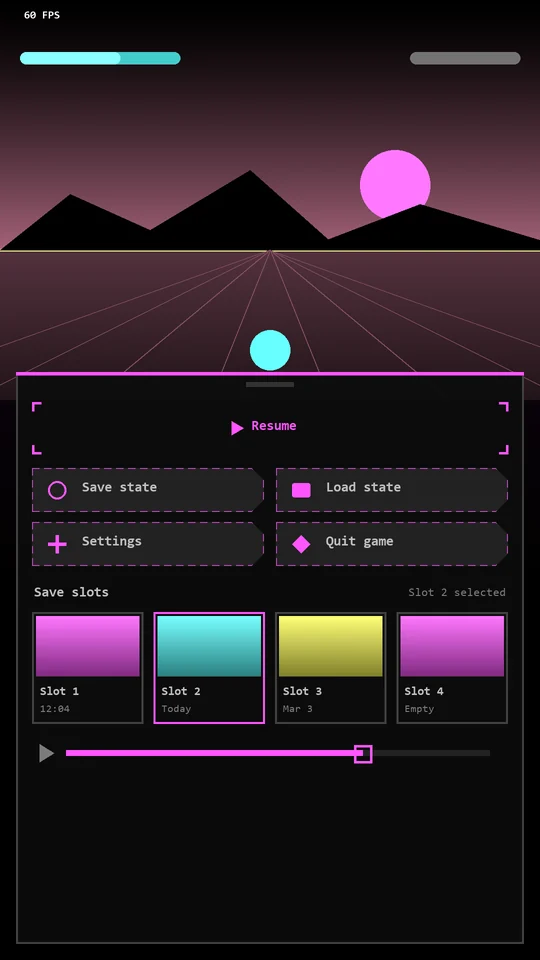 60 FPS
Resume
Save state
Load state
Settings
Quit game
Save slots
Slot 2 selected
Slot 1
12:04
Slot 2
Today
Slot 3
Mar 3
Slot 4
Empty